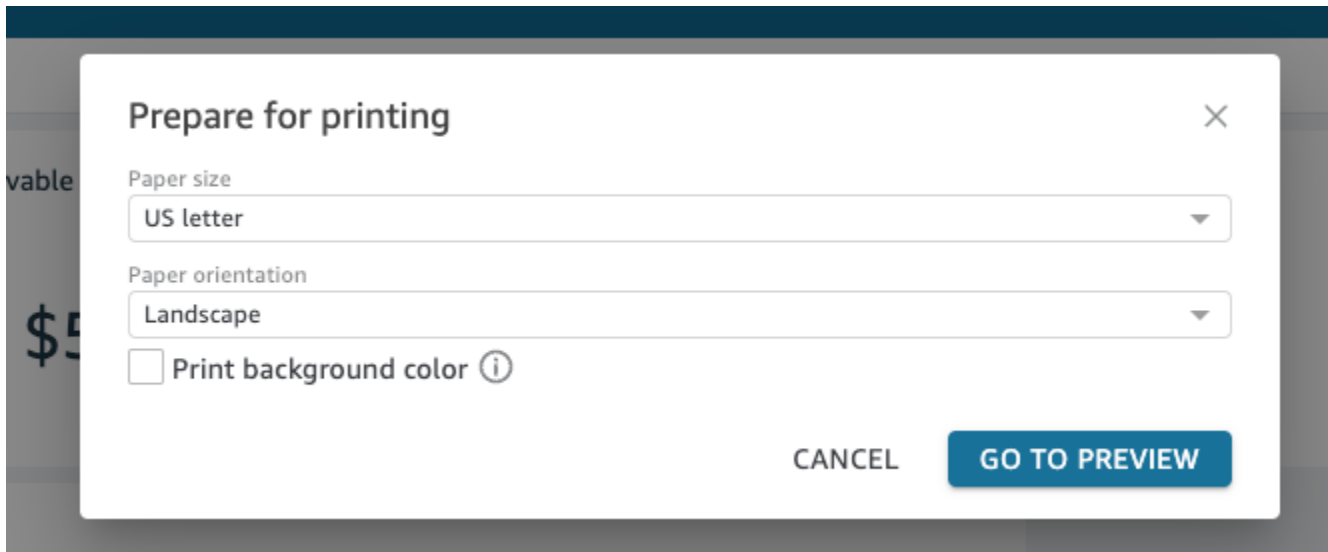 Prepare for printing
vable
Paper size
US letter
Paper orientation
Landscape
$5
Print background color
CANCEL
GO TO PREVIEW